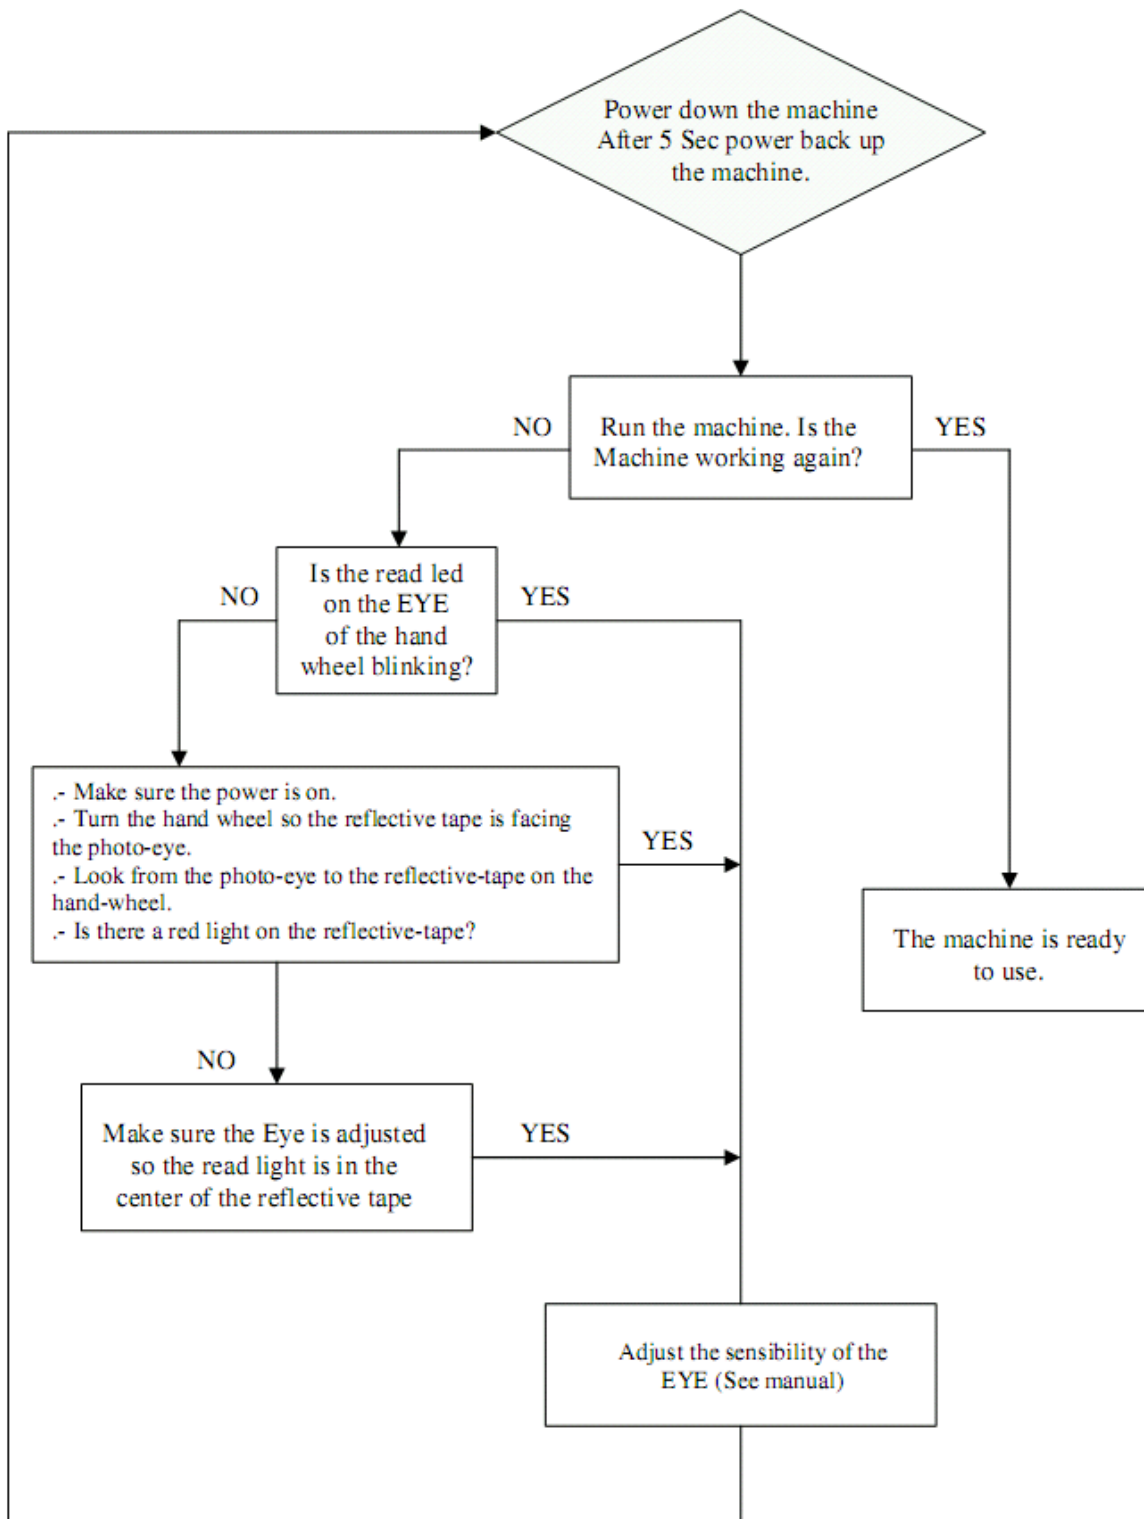 Power down the machine
After 5 Sec power back up
the machine.
NO
Run the machine. Is the
Machine working again?
YES
NO
Is the read led
on the EYE
of the hand
wheel blinking?
YES
.- Make sure the power is on.
.- Turn the hand wheel so the reflective tape is facing
the photo-eye.
.- Look from the photo-eye to the reflective-tape on the
hand-wheel.
.- Is there a red light on the reflective-tape?
YES
The machine is ready
to use.
NO
Make sure the Eye is adjusted
so the read light is in the
center of the reflective tape
YES
Adjust the sensibility of the
EYE (See manual)